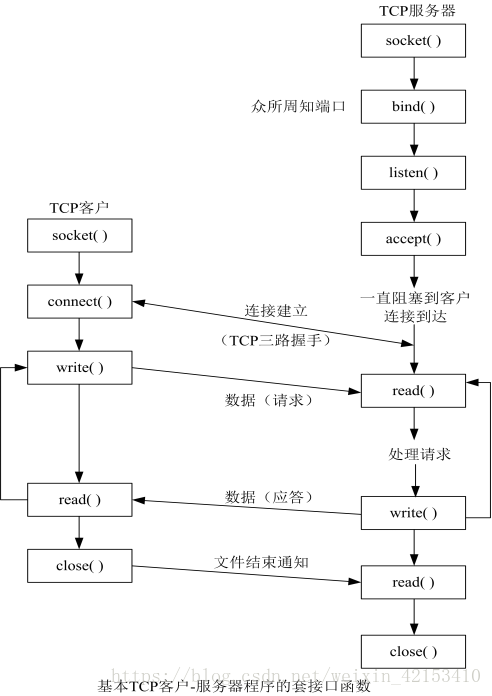 TCP服务器
socket( )
众所周知端口
bind( )
listen( )
TCP客户
socket( )
accept( )
一直阻塞到客户
连接到达
connect( )
连接建立
（TCP三路握手）
write( )
read( )
数据（请求）
处理请求
read( )
数据（应答）
write( )
close( )
文件结束通知
read( )
close( )
https://blog.csdn.net/weixin_42153410
基本TCP客户-服务器程序的套接口函数